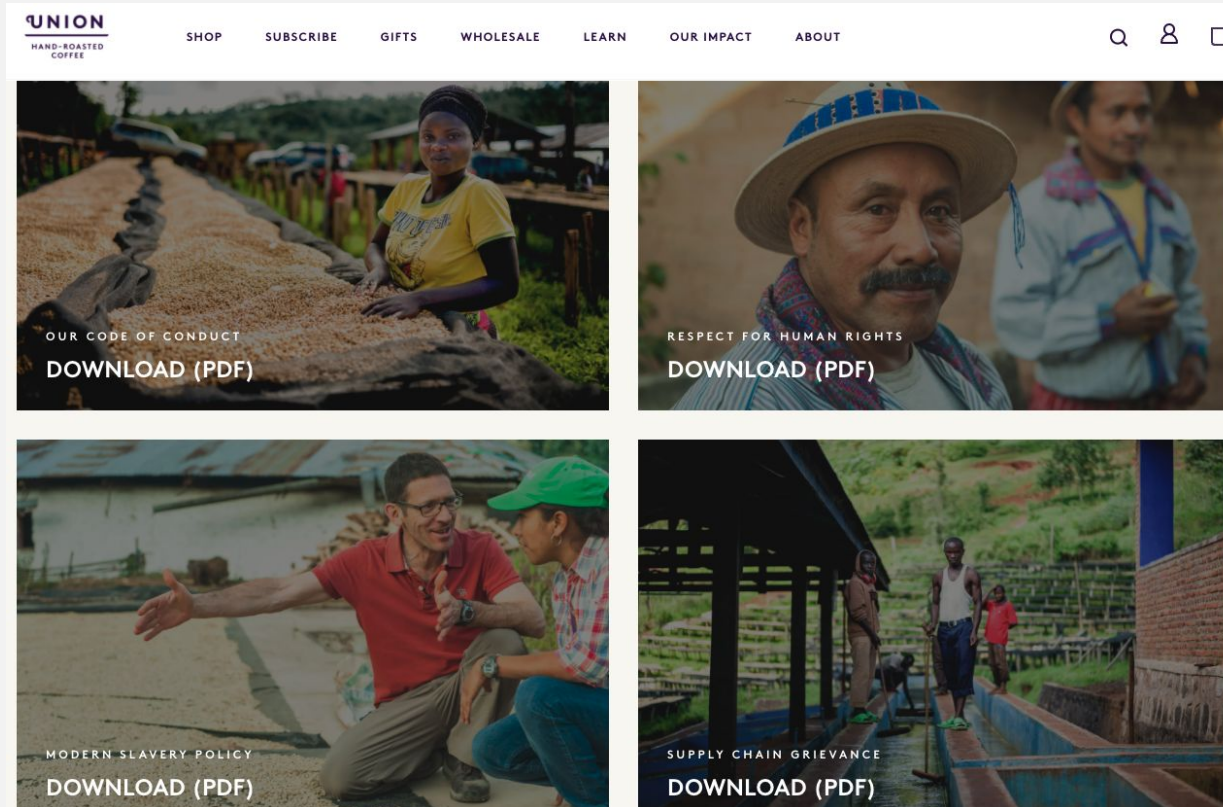 UNION
HAND-ROASTED
COFFEE
SHOP
SUBSCRIBE
GIFTS
WHOLESALE
LEARN
OUR IMPACT
ABOUT
OUR CODE OF CONDUCT
DOWNLOAD (PDF)
RESPECT FOR HUMAN RIGHTS
DOWNLOAD (PDF)
MODERN SLAVERY POLICY
DOWNLOAD (PDF)
SUPPLY CHAIN GRIEVANCE
DOWNLOAD (PDF)